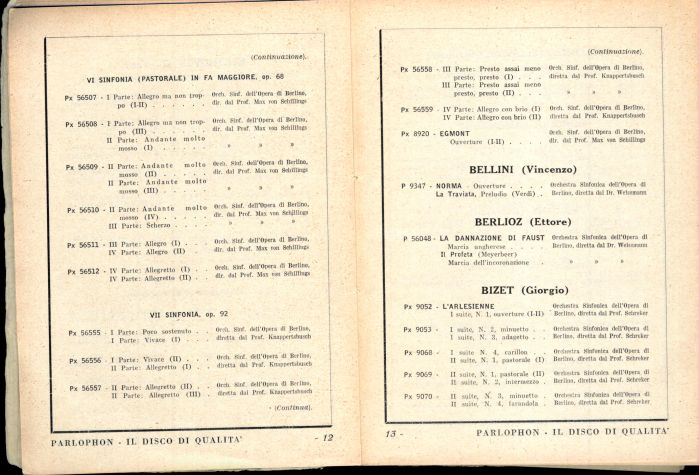 (Continuazione).
VI SINFONIA (PASTORALE) IN FA MAGGIORE, op. 68
Px 56507 - I Parte: Allegro ma non trop- Orch. Sinf. dell'Opera di Berlino,
po (I-II) . . . . . . dir. dal Prof. Max von Schillings
Px 56508 - I Parte: Allegro ma non trop- Orch. Sinf. dell'Opera di Berlino,
po (III) . . . . . . dir. dal Prof. Max von Schillings
II Parte: Andante molto
mosso (I) . . . . . » » »
Px 56509 - II Parte: Andante molto Orch. Sinf. dell'Opera di Berlino,
mosso (II) . . . . . dir. dal Prof. Max von Schillings
II Parte: Andante molto
mosso (III) . . . . . » » »
Px 56510 - II Parte: Andante molto Orch. Sinf. dell'Opera di Berlino,
mosso (IV) . . . . . dir. dal Prof. Max von Schillings
III Parte: Scherzo . . . » » »
Px 56511 - III Parte: Allegro (I) . . Orch. Sinf. dell'Opera di Berlino,
IV Parte: Allegro (II) . . dir. dal Prof. Max von Schillings
Px 56512 - IV Parte: Allegretto (I) . . Orch. Sinf. dell'Opera di Berlino,
IV Parte: Allegretto (II) . . dir. dal Prof. Max von Schillings
VII SINFONIA, op. 92
Px 56555 - I Parte: Poco sostenuto . . Orch. Sinf. dell'Opera di Berlino,
I Parte: Vivace (I) . . . diretta dal Prof. Knappertsbusch
Px 56556 - I Parte: Vivace (II) . . . Orch. Sinf. dell'Opera di Berlino,
II Parte: Allegretto (I) . . diretta dal Prof. Knappertsbusch
Px 56557 - II Parte: Allegretto (II) . . Orch. Sinf. dell'Opera di Berlino,
II Parte: Allegretto (III) . diretta dal Prof. Knappertsbusch
(Continua).
PARLOPHON - IL DISCO DI QUALITA' - 12
(Continuazione).
Px 56558 - III Parte: Presto assai meno Orch. Sinf. dell'Opera di Berlino,
presto, presto (I) . . . diretta dal Prof. Knappertsbusch
III Parte: Presto assai meno
presto, presto (II) . . . » » »
Px 56559 - IV Parte: Allegro con brio (I) Orch. Sinf. dell'Opera di Berlino,
IV Parte: Allegro con brio (II) diretta dal Prof. Knappertsbusch
Px 8920 - EGMONT Orch. Sinf. dell'Opera di Berlino,
Ouverture (I-II) . . . . diretta dal Prof. Max von Schillings
BELLINI (Vincenzo)
P 9347 - NORMA - Ouverture . . . . Orchestra Sinfonica dell'Opera di
La Traviata, Preludio (Verdi) . Berlino, diretta dal Dr. Weissmann
BERLIOZ (Ettore)
P 56048 - LA DANNAZIONE DI FAUST Orchestra Sinfonica dell'Opera di
Marcia ungherese . . . . Berlino, diretta dal Dr. Weissmann
Il Profeta (Meyerbeer)
Marcia dell'incoronazione . » » »
BIZET (Giorgio)
Px 9052 - L'ARLESIENNE Orchestra Sinfonica dell'Opera di
I suite, N. 1, ouverture (I-II) . Berlino, diretta dal Prof. Schreker
Px 9053 - I suite, N. 2, minuetto . . Orchestra Sinfonica dell'Opera di
I suite, N. 3, adagetto . . Berlino, diretta dal Prof. Schreker
Px 9068 - I suite, N. 4, carillon . . Orchestra Sinfonica dell'Opera di
II suite, N. 1, pastorale (I) Berlino, diretta dal Prof. Schreker
Px 9069 - II suite, N. 1, pastorale (II) Orchestra Sinfonica dell'Opera di
II suite, N. 2, intermezzo . Berlino, diretta dal Prof. Schreker
Px 9070 - II suite, N. 3, minuetto . . Orchestra Sinfonica dell'Opera di
II suite, N. 4, farandola . Berlino, diretta dal Prof. Schreker
13 - PARLOPHON - IL DISCO DI QUALITA'